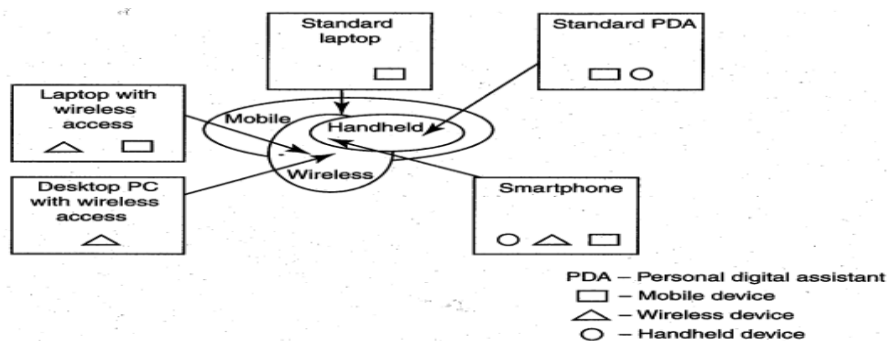 Standard
laptop
Standard PDA
Laptop with
wireless
access
Mobile
Handheld
Wireless
Desktop PC
with wireless
access
Smartphone
PDA – Personal digital assistant
– Mobile device
– Wireless device
– Handheld device